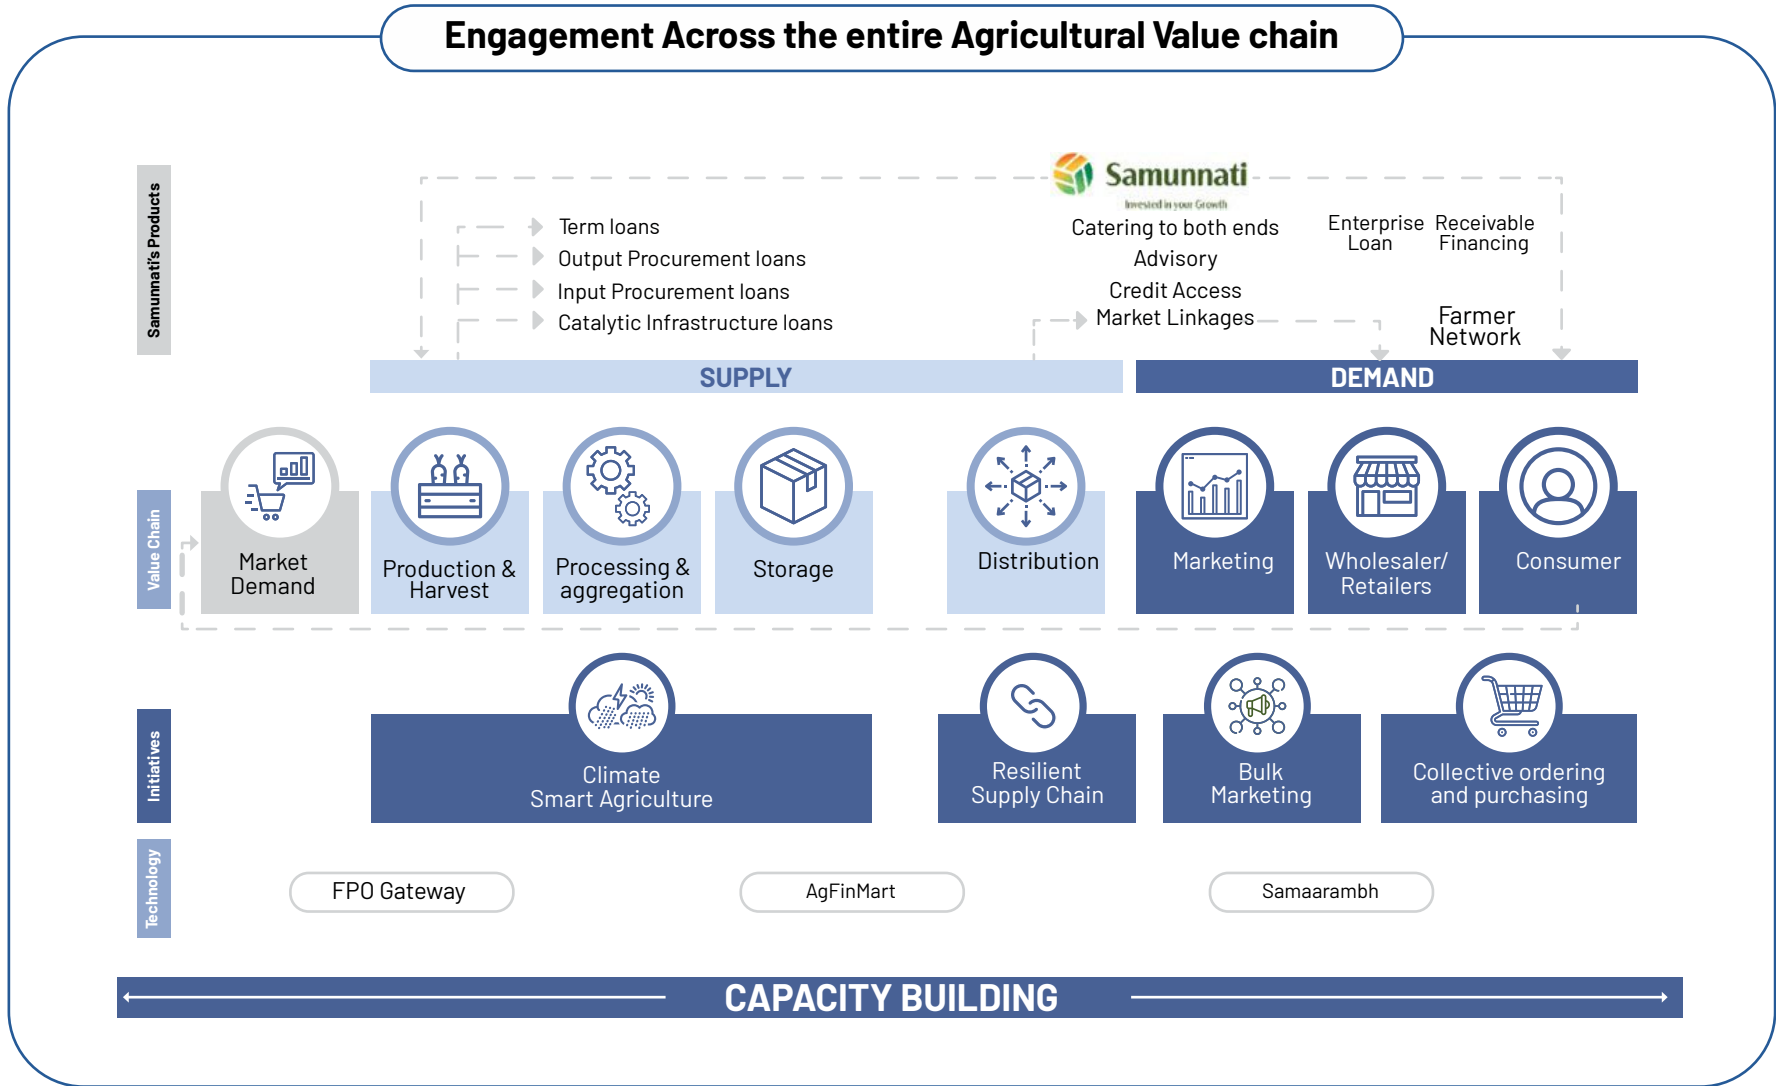 Engagement Across the entire Agricultural Value chain
Samunnati's Products
Samunnati
Invested in your Growth
Term loans
Output Procurement loans
Input Procurement loans
Catalytic Infrastructure loans
Catering to both ends
Advisory
Credit Access
Market Linkages
Enterprise
Loan
Receivable
Financing
Farmer
Network
SUPPLY
DEMAND
Value Chain
Market
Demand
Production &
Harvest
Processing &
aggregation
Storage
Distribution
Marketing
Wholesaler/
Retailers
Consumer
Initiatives
Climate
Smart Agriculture
Resilient
Supply Chain
Bulk
Marketing
Collective ordering
and purchasing
Technology
FPO Gateway
AgFinMart
Samaarambh
CAPACITY BUILDING